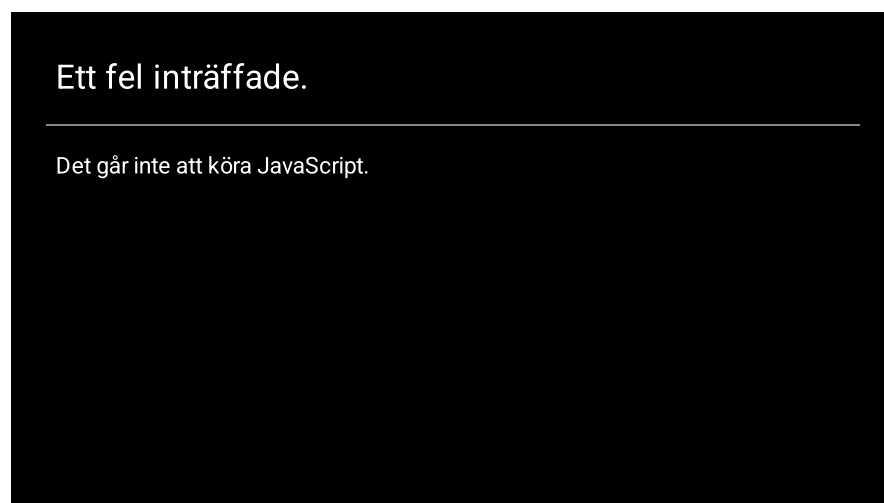 Ett fel inträffade.
Det går inte att köra JavaScript.